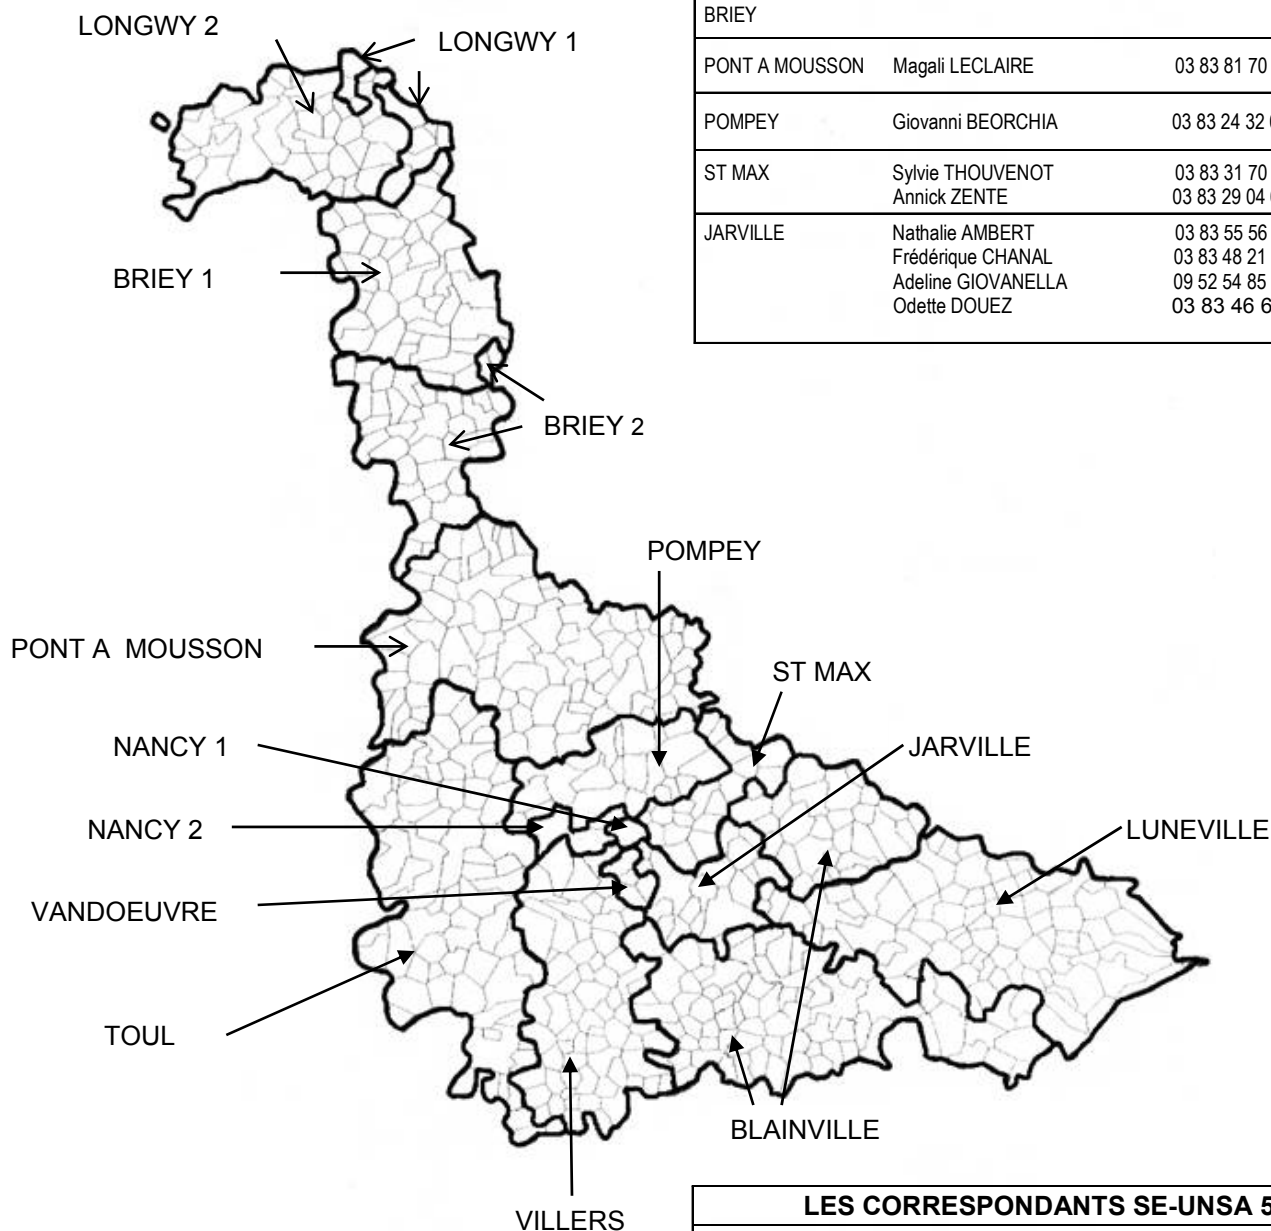 LONGWY 2
LONGWY 1
BRIEY
PONT A MOUSSON Magali LECLAIRE 03 83 81 70
POMPEY Giovanni BEORCHIA 03 83 24 32
ST MAX Sylvie THOUVENOT 03 83 31 70
Annick ZENTE 03 83 29 04
JARVILLE Nathalie AMBERT 03 83 55 56
Frédérique CHANAL 03 83 48 21
Adeline GIOVANELLA 09 52 54 85
Odette DOUEZ 03 83 46 6
BRIEY 1
BRIEY 2
POMPEY
PONT A MOUSSON
ST MAX
NANCY 1
JARVILLE
NANCY 2
LUNEVILLE
VANDOEUVRE
TOUL
BLAINVILLE
VILLERS
LES CORRESPONDANTS SE-UNSA 5